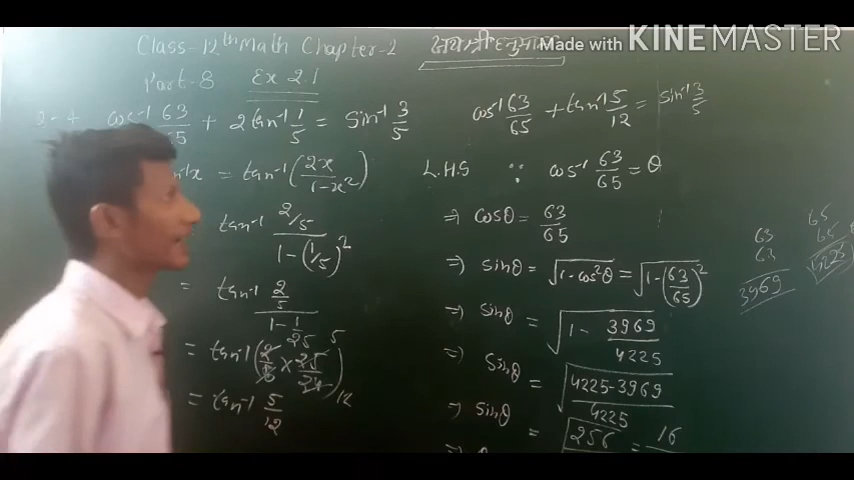 Made with KINEMASTER
Class-12th Math Chapter-2
Part-8 Ex 2.1
cos⁻¹ 63/65 + 2tan⁻¹ 1/5 = Sin⁻¹ 3/5
x = tan⁻¹(2x/1-x²)
tan⁻¹ 2/5 / 1-(1/5)²
= tan⁻¹ 2/5 / 1-1/25
= tan⁻¹(2/5 × 25/24) 5 12
= tan⁻¹ 5/12
cos⁻¹ 63/65 + tan⁻¹ 5/12 = Sin⁻¹ 3/5
L.H.S ∵ cos⁻¹ 63/65 = θ
⇒ cosθ = 63/65
⇒ sinθ = √1-cos²θ = √1-(63/65)²
⇒ sinθ = √1-3969/4225
⇒ sinθ = √4225-3969/4225
⇒ sinθ = √256 = 16
63
63
3969
65
65
4225